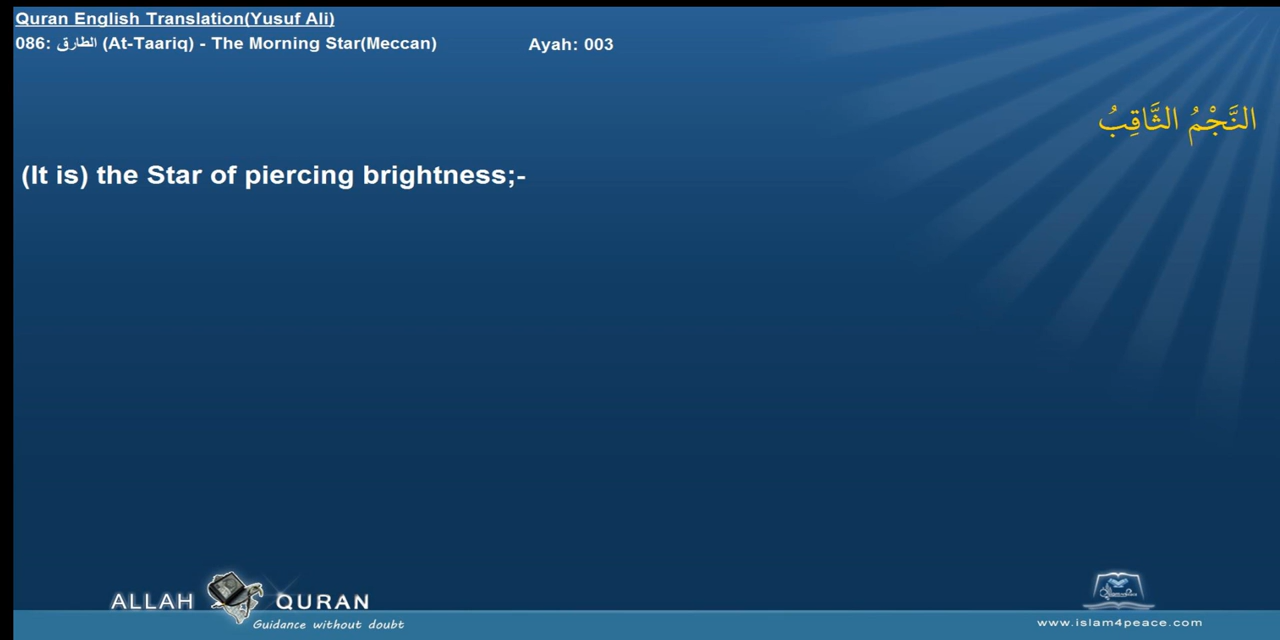 Quran English Translation(Yusuf Ali)
086: الطارق (At-Taariq) - The Morning Star(Meccan) Ayah: 003
النَّجْمُ الثَّاقِبُ
(It is) the Star of piercing brightness;-
ALLAH QURAN
Guidance without doubt
www.islam4peace.com